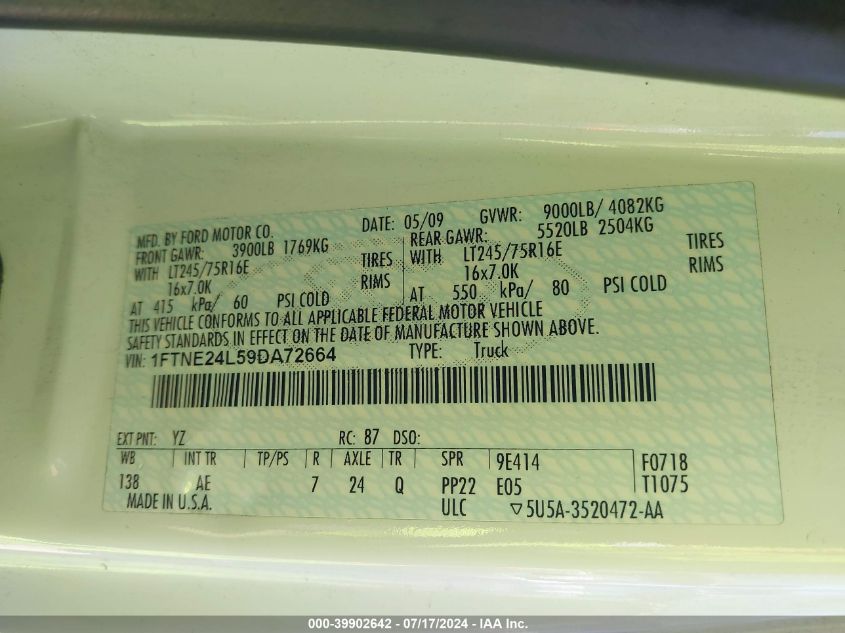 MFD. BY FORD MOTOR CO. DATE: 05/09 GVWR: 9000LB/ 4082KG
FRONT GAWR: 3900LB 1769KG REAR GAWR: 5520LB 2504KG
WITH LT245/75R16E TIRES WITH LT245/75R16E TIRES
16x7.0K RIMS 16x7.0K RIMS
AT 415 kPa/ 60 PSI COLD AT 550 kPa/ 80 PSI COLD
THIS VEHICLE CONFORMS TO ALL APPLICABLE FEDERAL MOTOR VEHICLE
SAFETY STANDARDS IN EFFECT ON THE DATE OF MANUFACTURE SHOWN ABOVE.
VIN: 1FTNE24L59DA72664 TYPE: Truck
EXT PNT: YZ RC: 87 DSO:
WB INT TR TP/PS R AXLE TR SPR 9E414 F0718
138 AE 7 24 Q PP22 E05 T1075
MADE IN U.S.A. ULC ▽5U5A-3520472-AA
000-39902642 - 07/17/2024 - IAA Inc.